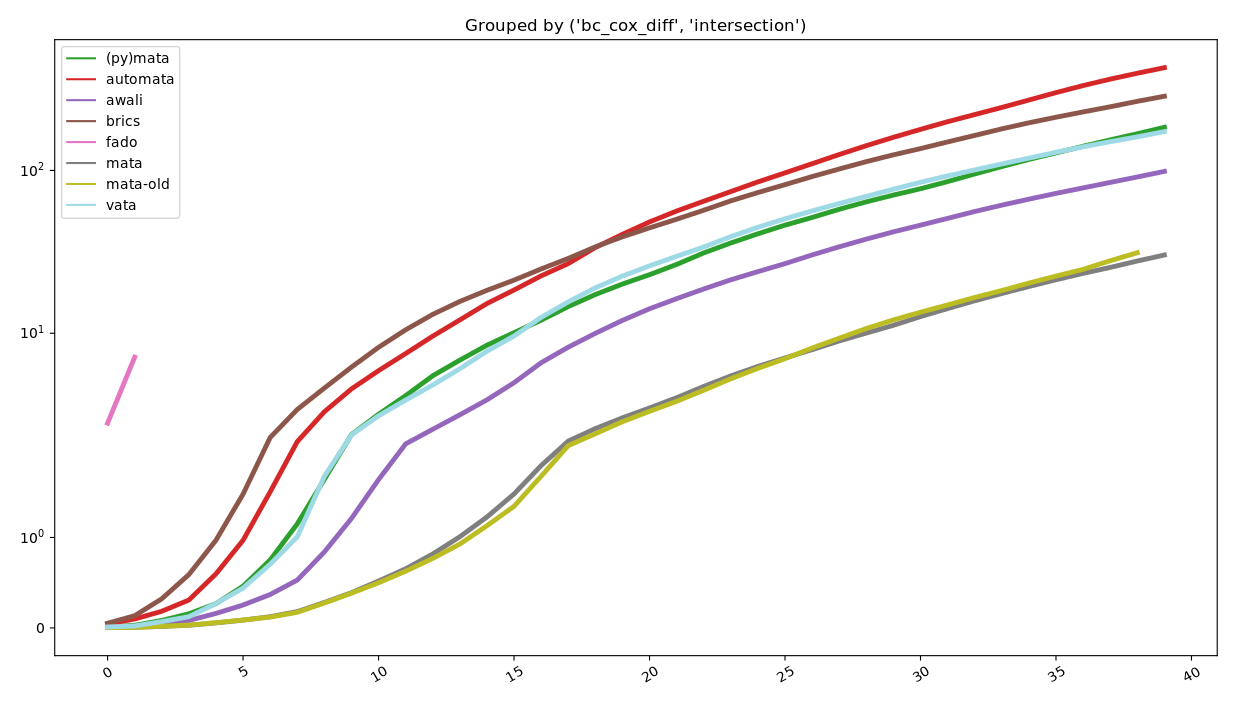 Grouped by ('bc_cox_diff', 'intersection')
(py)mata
automata
awali
brics
fado
mata
mata-old
vata
10²
10¹
10⁰
0
0
5
10
15
20
25
30
35
40